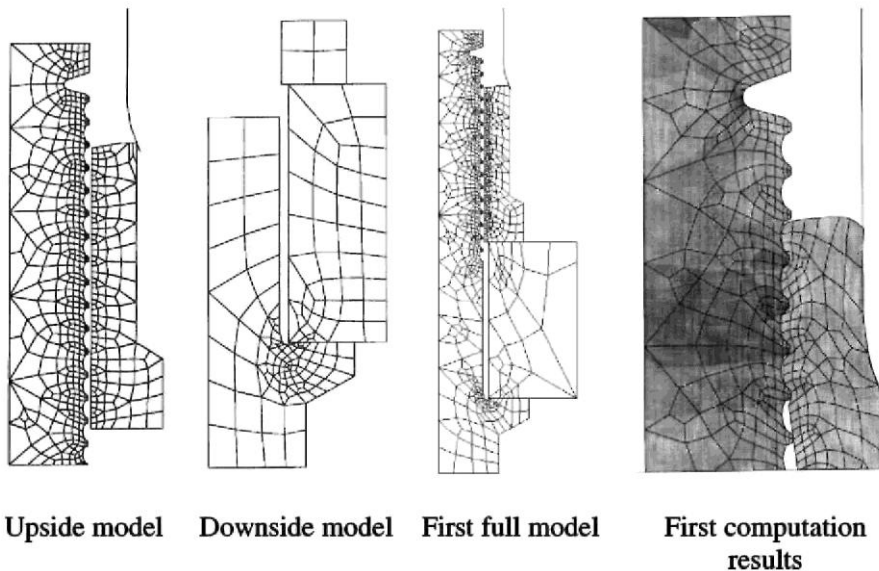 Upside model
Downside model
First full model
First computation
results